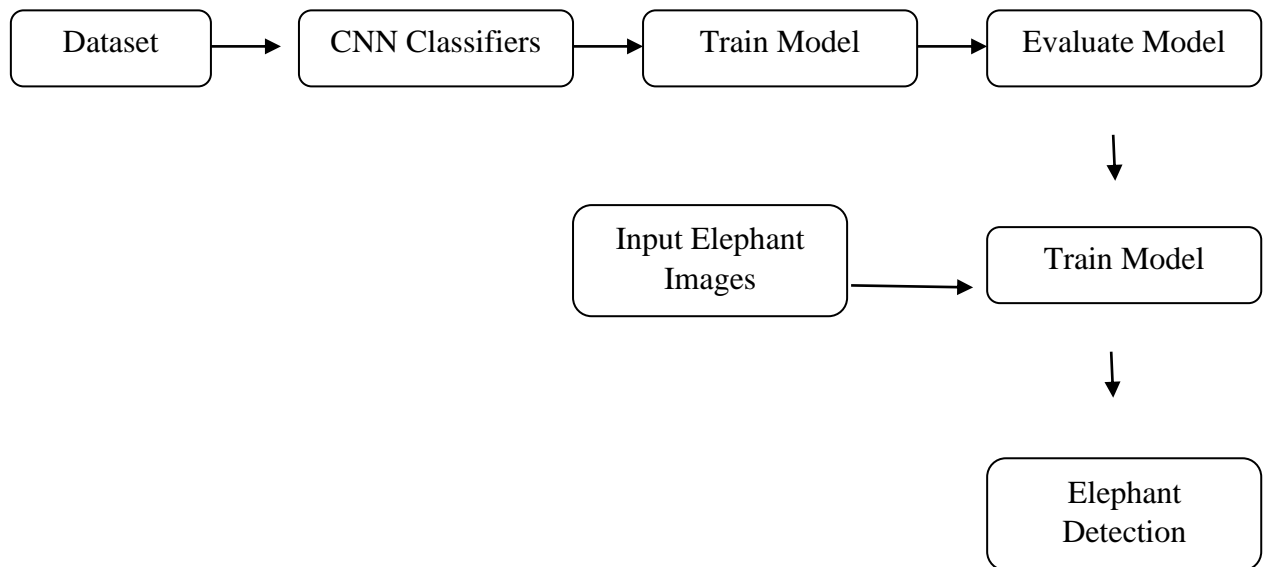 Dataset
CNN Classifiers
Train Model
Evaluate Model
Input Elephant
Images
Train Model
Elephant
Detection